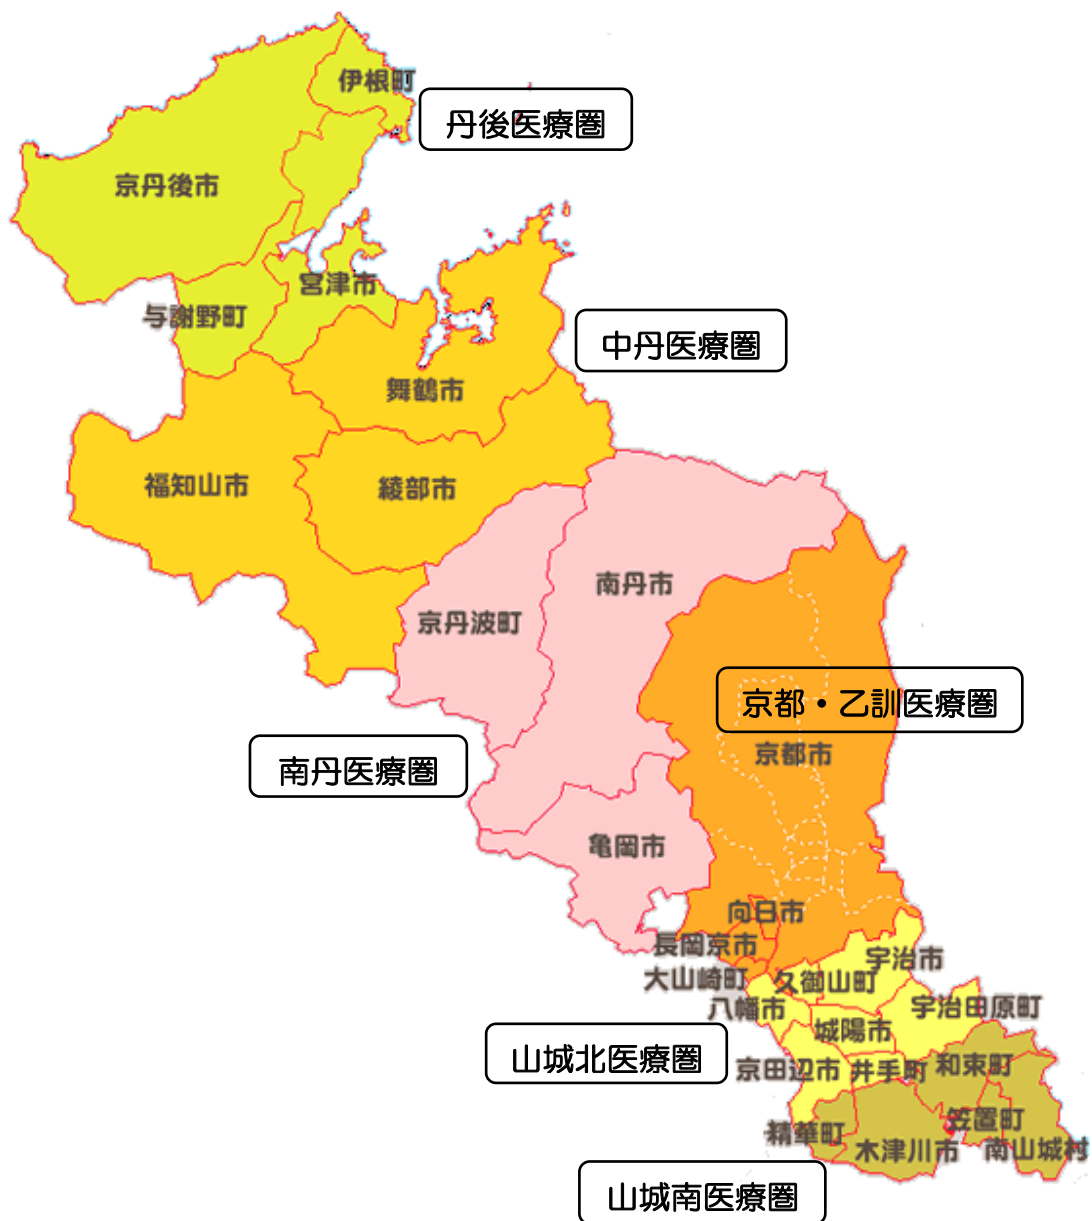 伊根町
丹後医療圏
京丹後市
宮津市
与謝野町
中丹医療圏
舞鶴市
福知山市
綾部市
南丹市
京丹波町
京都・乙訓医療圏
京都市
南丹医療圏
亀岡市
向日市
長岡京市
宇治市
大山崎町
久御山町
八幡市
宇治田原町
城陽市
山城北医療圏
京田辺市
井手町
和束町
笠置町
精華町
木津川市
南山城村
山城南医療圏